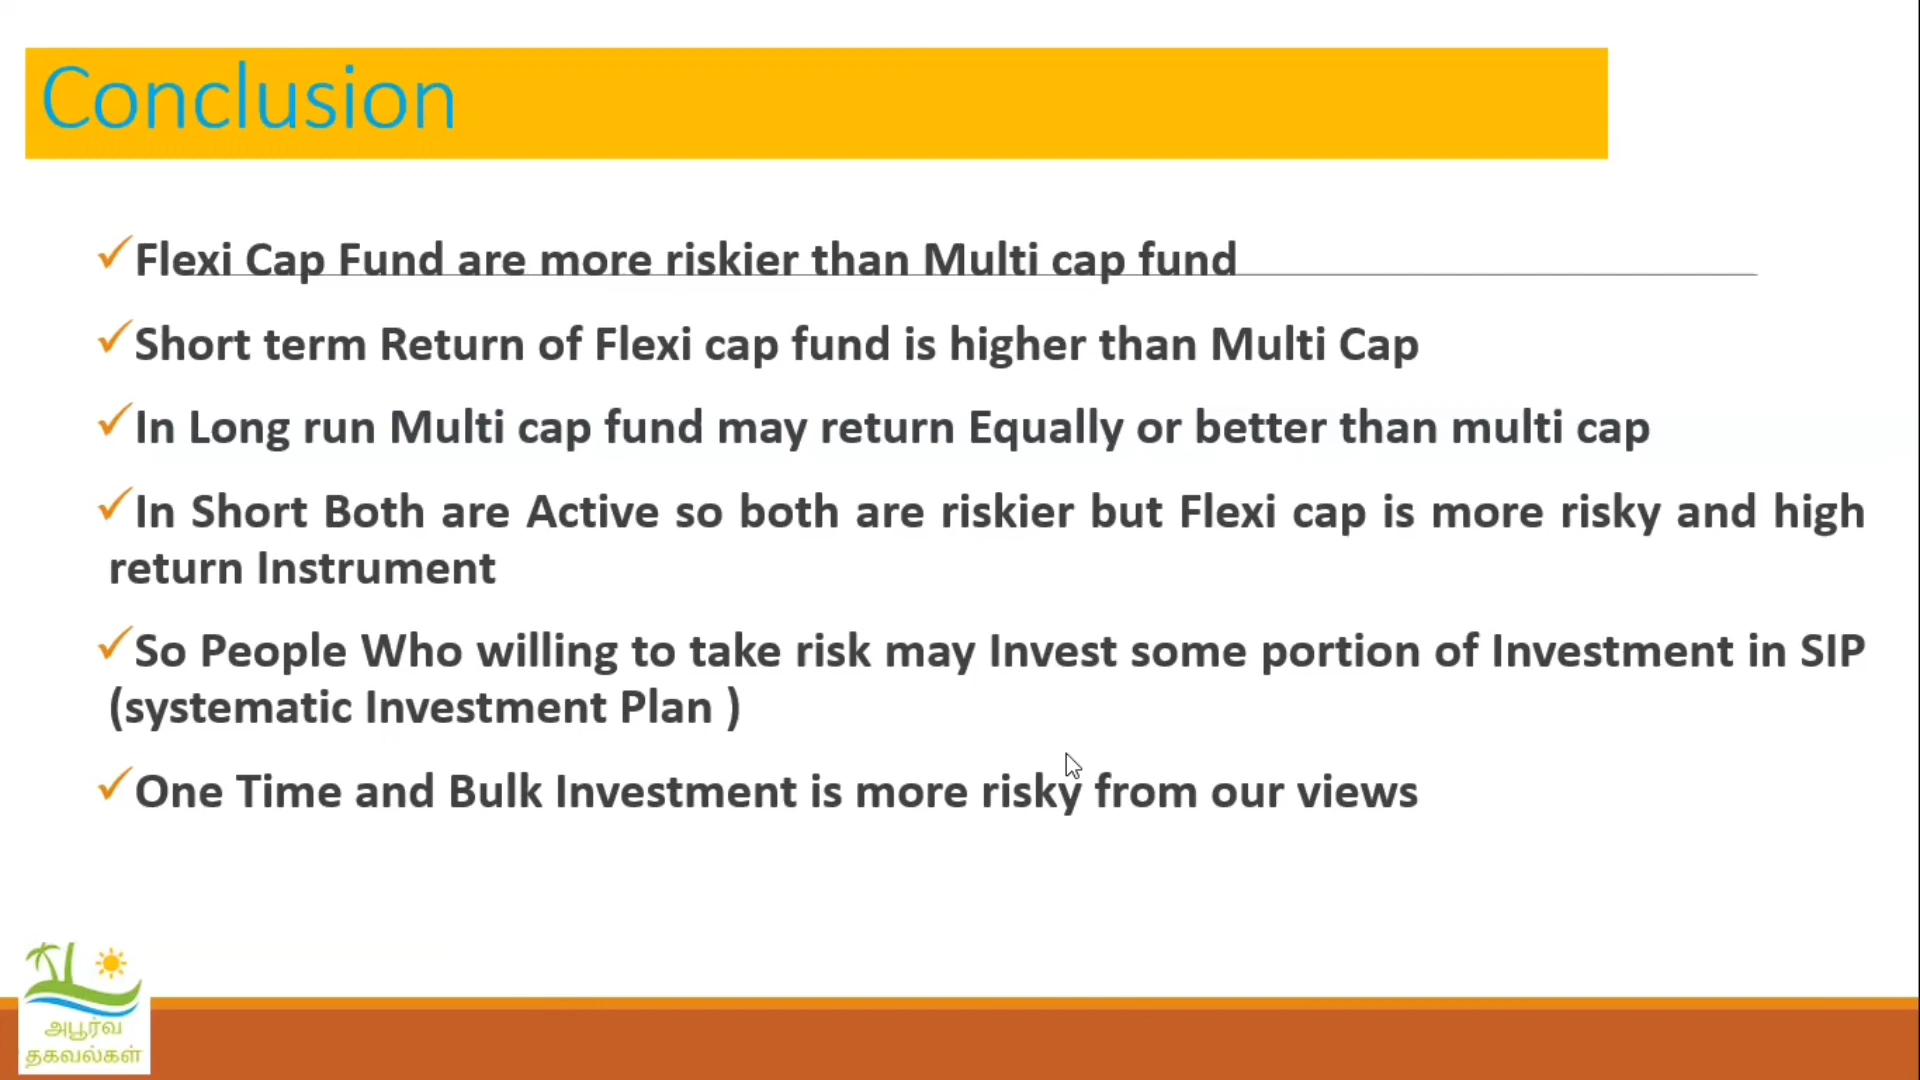 Conclusion
Flexi Cap Fund are more riskier than Multi cap fund
Short term Return of Flexi cap fund is higher than Multi Cap
In Long run Multi cap fund may return Equally or better than multi cap
In Short Both are Active so both are riskier but Flexi cap is more risky and high
return Instrument
So People Who willing to take risk may Invest some portion of Investment in SIP
(systematic Investment Plan )
One Time and Bulk Investment is more risky from our views
அபூர்வ
தகவல்கள்